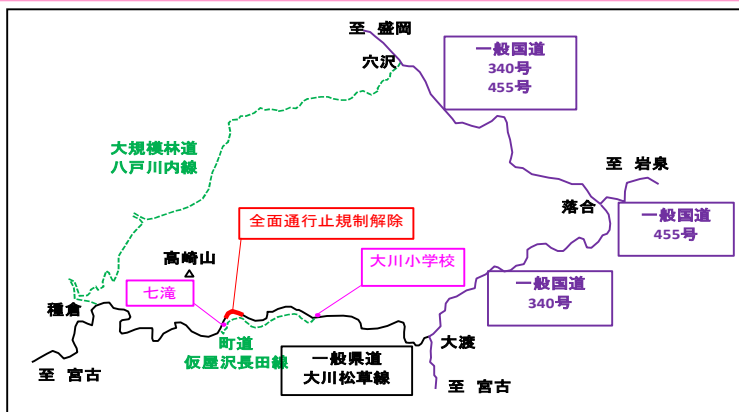 至 盛岡
穴沢
一般国道
340号
455号
大規模林道
八戸川内線
至 岩泉
落合
一般国道
455号
全面通行止規制解除
高崎山
大川小学校
七滝
一般国道
340号
種倉
町道
仮屋沢長田線
一般県道
大川松草線
大渡
至 宮古
至 宮古